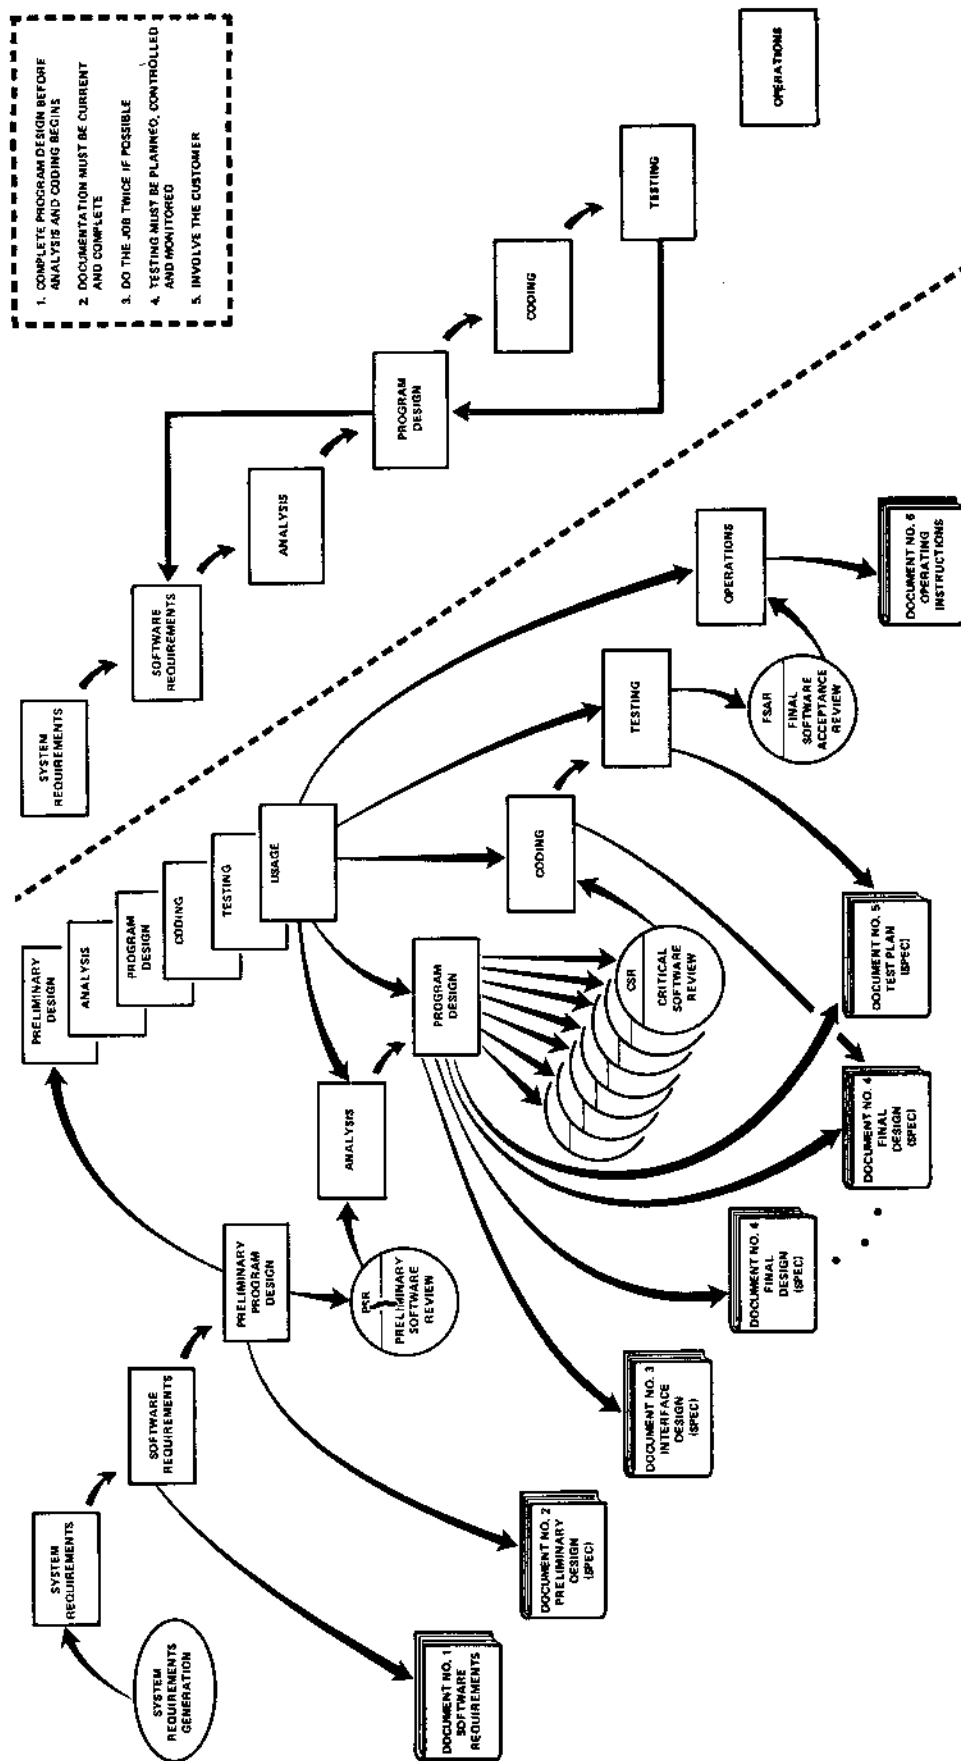 1. COMPLETE PROGRAM DESIGN BEFORE
ANALYSIS AND CODING BEGINS
2. DOCUMENTATION MUST BE CURRENT
AND COMPLETE
3. DO THE JOB TWICE IF POSSIBLE
4. TESTING MUST BE PLANNED, CONTROLLED
AND MONITORED
5. INVOLVE THE CUSTOMER
SYSTEM
REQUIREMENTS
SOFTWARE
REQUIREMENTS
ANALYSIS
PROGRAM
DESIGN
CODING
TESTING
OPERATIONS
SYSTEM
REQUIREMENTS
GENERATION
SYSTEM
REQUIREMENTS
SOFTWARE
REQUIREMENTS
PRELIMINARY
PROGRAM
DESIGN
PSR
PRELIMINARY
SOFTWARE
REVIEW
PRELIMINARY
DESIGN
ANALYSIS
PROGRAM
DESIGN
CODING
TESTING
USAGE
ANALYSIS
PROGRAM
DESIGN
CSR
CRITICAL
SOFTWARE
REVIEW
CODING
TESTING
FSAR
FINAL
SOFTWARE
ACCEPTANCE
REVIEW
OPERATIONS
DOCUMENT NO. 1
SOFTWARE
REQUIREMENTS
DOCUMENT NO. 2
PRELIMINARY
DESIGN
(SPEC)
DOCUMENT NO. 3
INTERFACE
DESIGN
(SPEC)
DOCUMENT NO. 4
FINAL
DESIGN
(SPEC)
DOCUMENT NO. 4
FINAL
DESIGN
(SPEC)
DOCUMENT NO. 5
TEST PLAN
(SPEC)
DOCUMENT NO. 6
OPERATING
INSTRUCTIONS